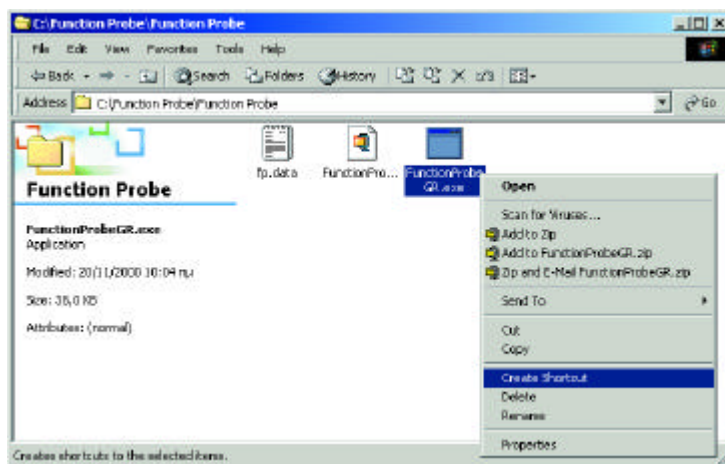 C:\Function Probe\Function Probe
File Edit View Favorites Tools Help
Back Search Folders History
Address C:\Function Probe\Function Probe Go
fp.data FunctionPro... FunctionProbe
GR.exe
Function Probe
FunctionProbeGR.exe
Application
Modified: 20/11/2000 10:04 πμ
Size: 38,0 KB
Attributes: (normal)
Open
Scan for Viruses...
Add to Zip
Add to FunctionProbeGR.zip
Zip and E-Mail FunctionProbeGR.zip
Send To
Cut
Copy
Create Shortcut
Delete
Rename
Properties
Creates shortcuts to the selected items.